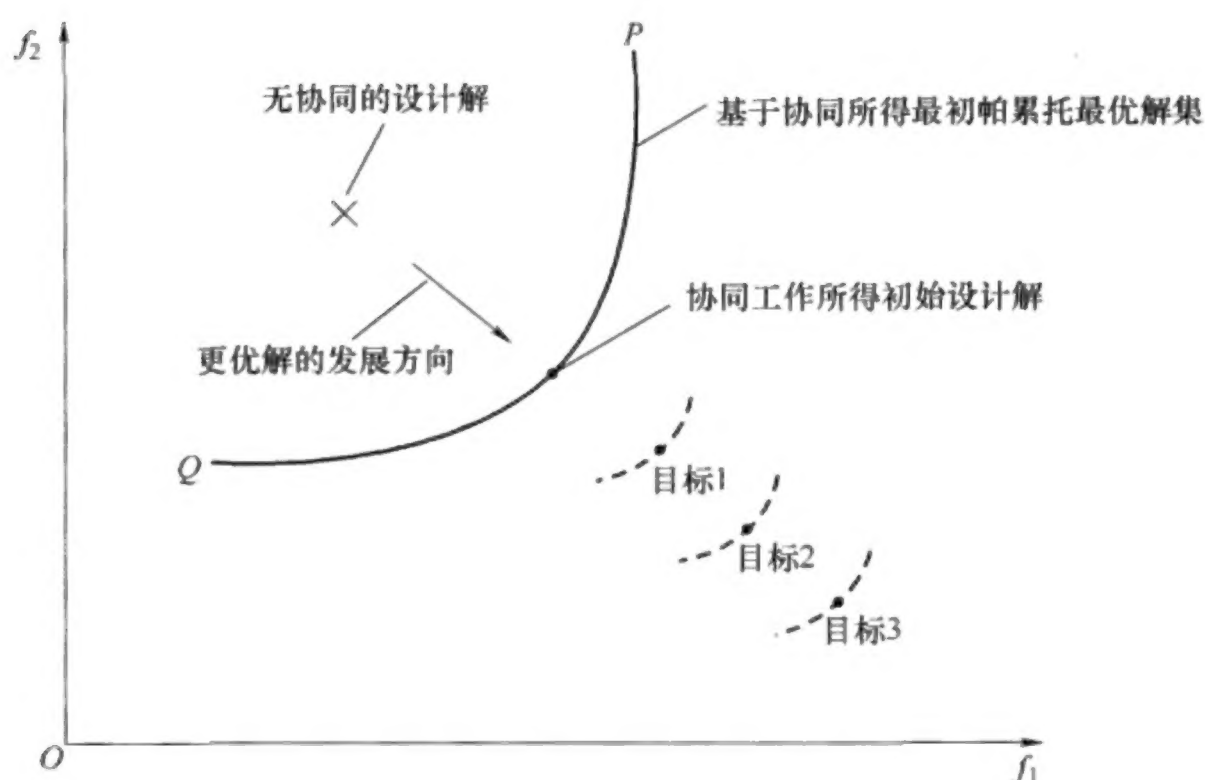 f₂
P
无协同的设计解
基于协同所得最初帕累托最优解集
协同工作所得初始设计解
更优解的发展方向
Q
目标1
目标2
目标3
O
f₁